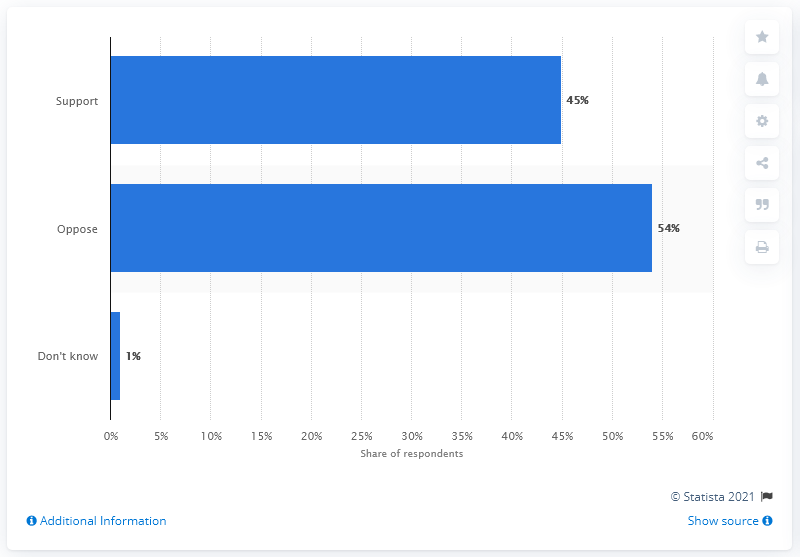 Support
45%
Oppose
54%
Don't know
1%
0% 5% 10% 15% 20% 25% 30% 35% 40% 45% 50% 55% 60%
Share of respondents
© Statista 2021
Additional Information
Show source